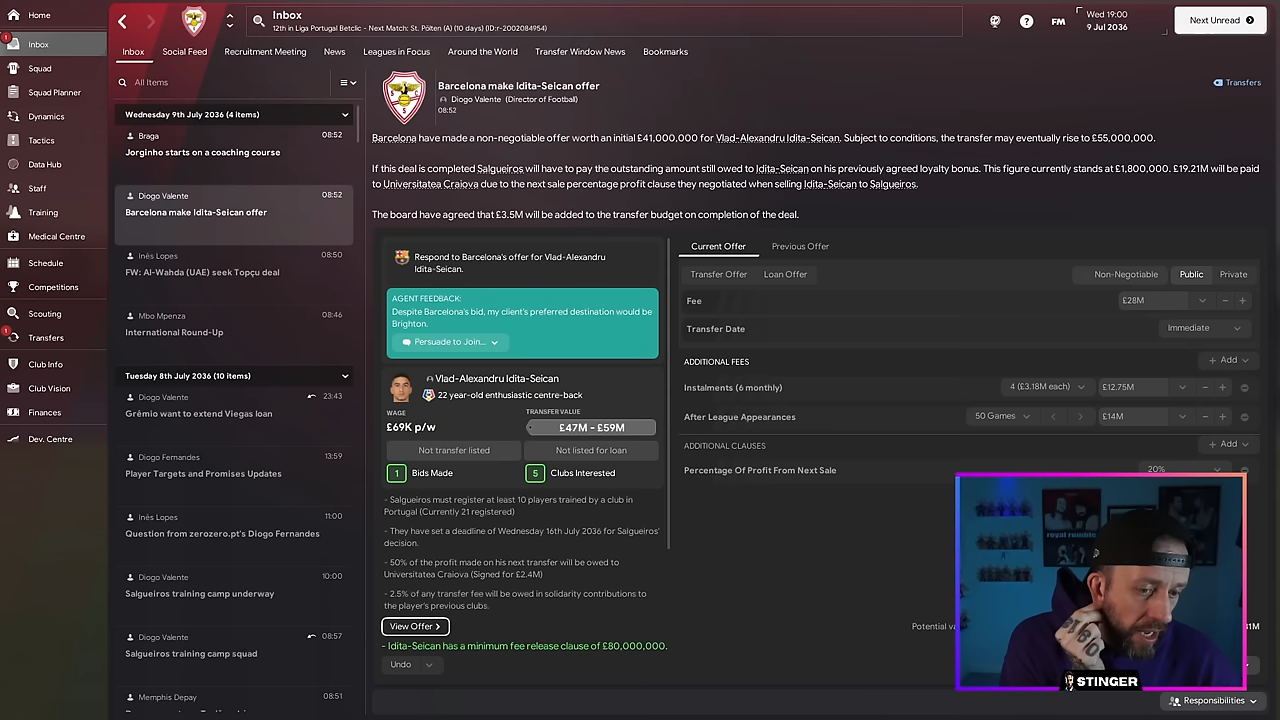 Inbox
12th in Liga Portugal Betclic - Next Match: St. Pölten (A) (10 days) (ID:r-2002084954)
FM
Wed 19:00
9 Jul 2036
Next Unread
1
Home
Inbox
Squad
Squad Planner
Dynamics
Tactics
Data Hub
Staff
Training
Medical Centre
Schedule
Competitions
Scouting
1
Transfers
Club Info
Club Vision
Finances
Dev. Centre
Inbox
Social Feed
Recruitment Meeting
News
Leagues in Focus
Around the World
Transfer Window News
Bookmarks
All Items
Wednesday 9th July 2036 (4 items)
Braga 08:52
Jorginho starts on a coaching course
Diogo Valente 08:52
Barcelona make Idita-Seican offer
Inês Lopes 08:50
FW: Al-Wahda (UAE) seek Topçu deal
Mbo Mpenza 08:46
International Round-Up
Tuesday 8th July 2036 (10 items)
Diogo Valente 23:43
Grêmio want to extend Viegas loan
Diogo Fernandes 13:59
Player Targets and Promises Updates
Inês Lopes 11:00
Question from zerozero.pt's Diogo Fernandes
Diogo Valente 10:00
Salgueiros training camp underway
Diogo Valente 08:57
Salgueiros training camp squad
Memphis Depay 08:51
Barcelona make Idita-Seican offer
Diogo Valente (Director of Football)
08:52
Transfers
Barcelona have made a non-negotiable offer worth an initial £41,000,000 for Vlad-Alexandru Idita-Seican. Subject to conditions, the transfer may eventually rise to £55,000,000.
If this deal is completed Salgueiros will have to pay the outstanding amount still owed to Idita-Seican on his previously agreed loyalty bonus. This figure currently stands at £1,800,000. £19.21M will be paid
to Universitatea Craiova due to the next sale percentage profit clause they negotiated when selling Idita-Seican to Salgueiros.
The board have agreed that £3.5M will be added to the transfer budget on completion of the deal.
Respond to Barcelona's offer for Vlad-Alexandru
Idita-Seican.
AGENT FEEDBACK:
Despite Barcelona's bid, my client's preferred destination would be
Brighton.
Persuade to Join...
Vlad-Alexandru Idita-Seican
22 year-old enthusiastic centre-back
WAGE
£69K p/w
TRANSFER VALUE
£47M - £59M
Not transfer listed
Not listed for loan
1 Bids Made
5 Clubs Interested
- Salgueiros must register at least 10 players trained by a club in
Portugal (Currently 21 registered)
- They have set a deadline of Wednesday 16th July 2036 for Salgueiros'
decision.
- 50% of the profit made on his next transfer will be owed to
Universitatea Craiova (Signed for £2.4M)
- 2.5% of any transfer fee will be owed in solidarity contributions to
the player's previous clubs.
View Offer
- Idita-Seican has a minimum fee release clause of £80,000,000.
Undo
Current Offer
Previous Offer
Transfer Offer
Loan Offer
Non-Negotiable
Public
Private
Fee £28M
Transfer Date Immediate
ADDITIONAL FEES + Add
Instalments (6 monthly) 4 (£3.18M each) £12.75M
After League Appearances 50 Games £14M
ADDITIONAL CLAUSES + Add
Percentage Of Profit From Next Sale 20%
Potential
royal rumble
STINGER
Responsibilities